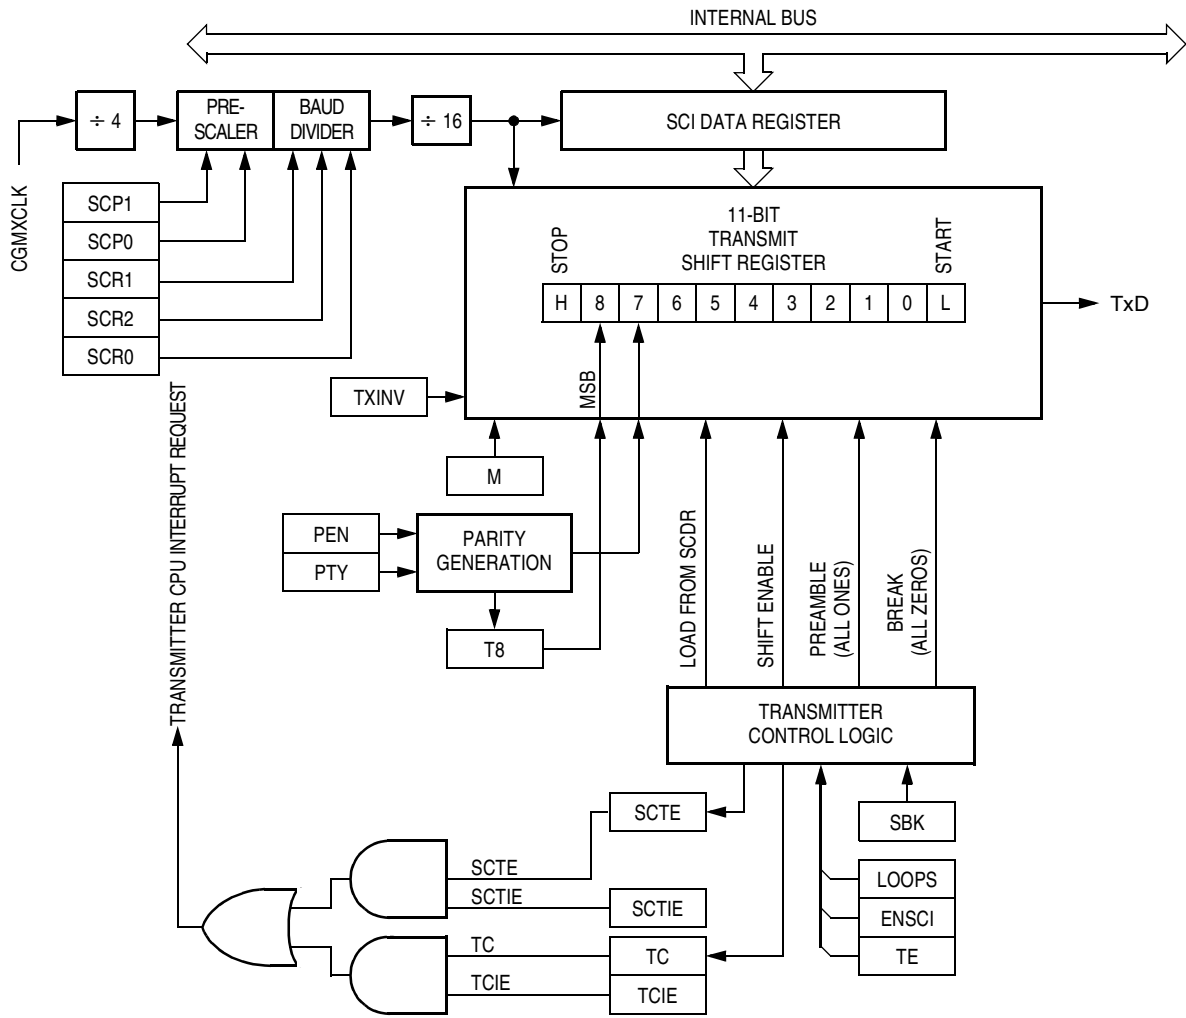 INTERNAL BUS
÷ 4
PRE-
SCALER
BAUD
DIVIDER
÷ 16
SCI DATA REGISTER
CGMXCLK
SCP1
SCP0
SCR1
SCR2
SCR0
11-BIT
TRANSMIT
SHIFT REGISTER
STOP
START
H 8 7 6 5 4 3 2 1 0 L
TxD
MSB
TXINV
M
PEN
PTY
PARITY
GENERATION
T8
TRANSMITTER CPU INTERRUPT REQUEST
LOAD FROM SCDR
SHIFT ENABLE
PREAMBLE
(ALL ONES)
BREAK
(ALL ZEROS)
TRANSMITTER
CONTROL LOGIC
SCTE
SBK
SCTE
SCTIE
SCTIE
LOOPS
ENSCI
TE
TC
TC
TCIE
TCIE